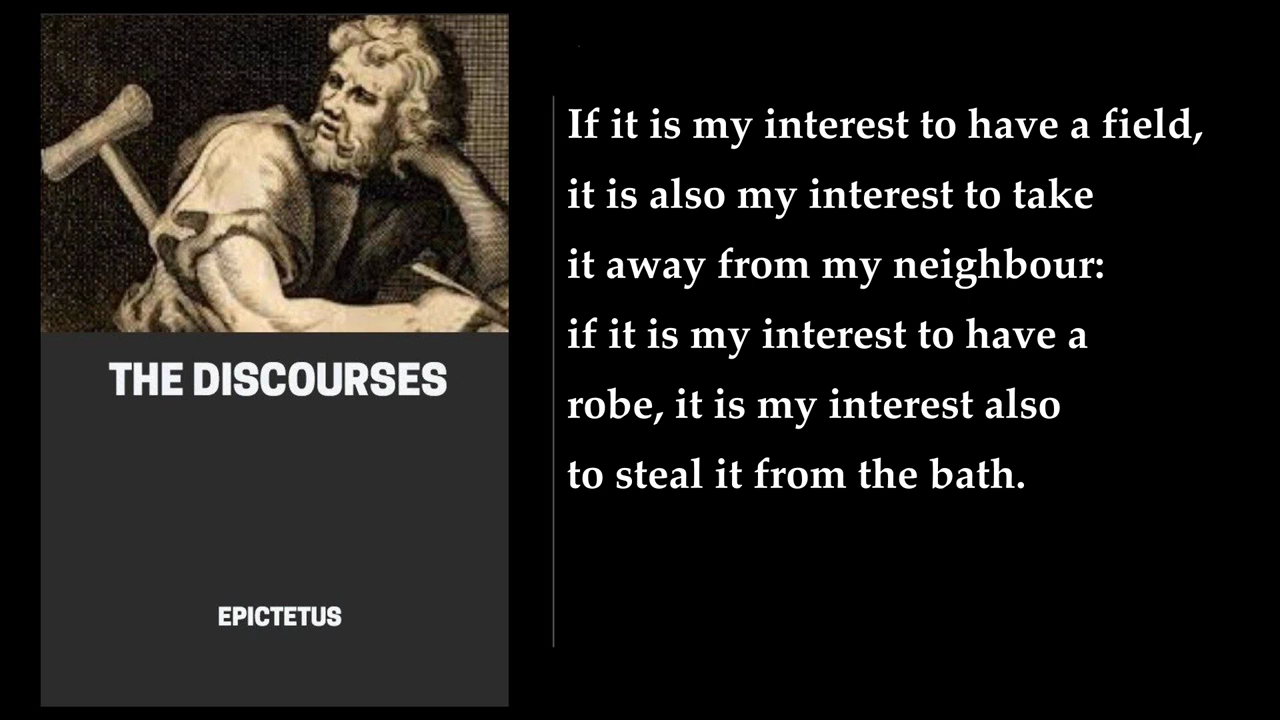 THE DISCOURSES
EPICTETUS
If it is my interest to have a field,
it is also my interest to take
it away from my neighbour:
if it is my interest to have a
robe, it is my interest also
to steal it from the bath.